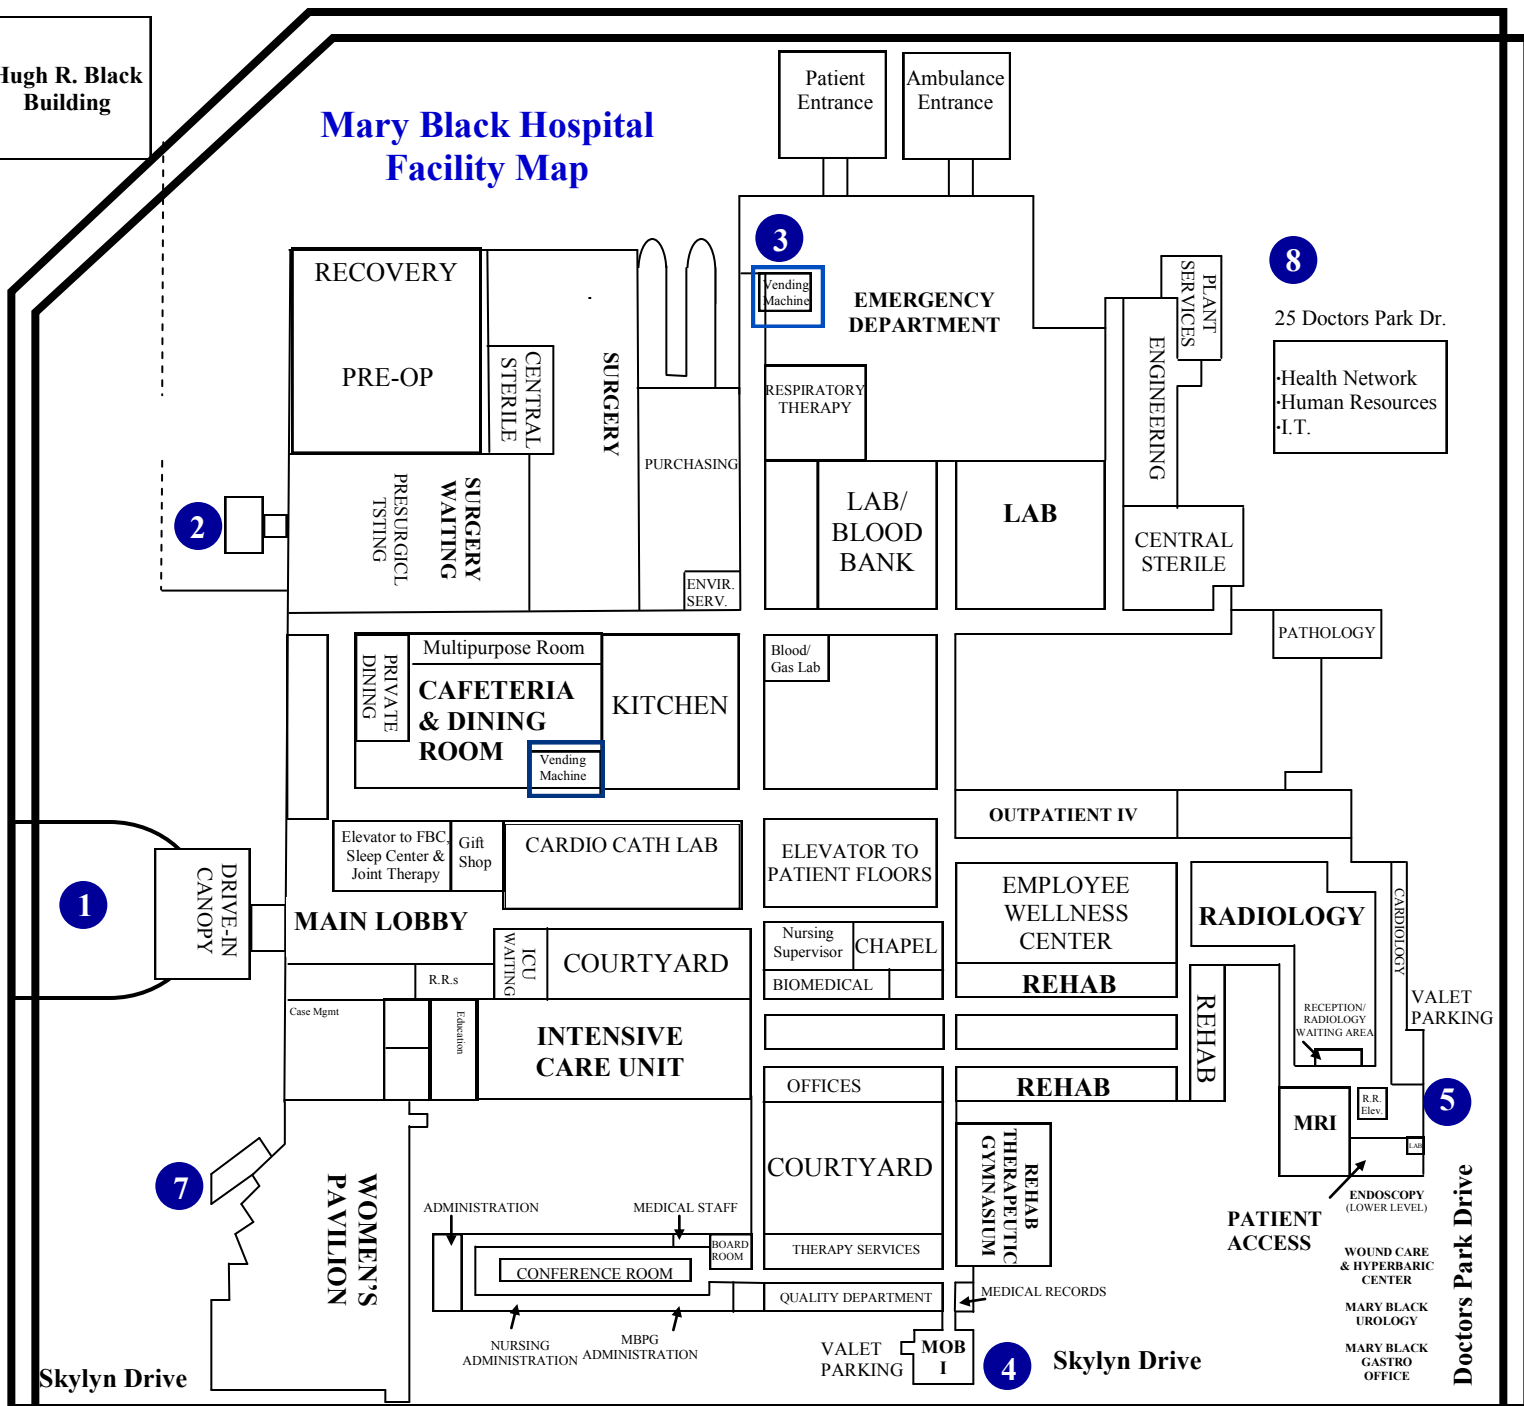 Hugh R. Black
Building
Mary Black Hospital
Facility Map
Patient
Entrance
Ambulance
Entrance
3
Vending
Machine
EMERGENCY
DEPARTMENT
8
25 Doctors Park Dr.
·Health Network
·Human Resources
·I.T.
PLANT
SERVICES
ENGINEERING
RECOVERY
PRE-OP
CENTRAL
STERILE
SURGERY
RESPIRATORY
THERAPY
PURCHASING
2
PRESURGICL
TSTING
SURGERY
WAITING
LAB/
BLOOD
BANK
LAB
CENTRAL
STERILE
ENVIR.
SERV.
PATHOLOGY
PRIVATE
DINING
Multipurpose Room
CAFETERIA
& DINING
ROOM
KITCHEN
Vending
Machine
Blood/
Gas Lab
OUTPATIENT IV
Elevator to FBC,
Sleep Center &
Joint Therapy
Gift
Shop
CARDIO CATH LAB
ELEVATOR TO
PATIENT FLOORS
EMPLOYEE
WELLNESS
CENTER
RADIOLOGY
CARDIOLOGY
1
DRIVE-IN
CANOPY
MAIN LOBBY
R.R.s
ICU
WAITING
COURTYARD
Nursing
Supervisor
CHAPEL
BIOMEDICAL
REHAB
REHAB
RECEPTION/
RADIOLOGY
WAITING AREA
VALET
PARKING
Case Mgmt
Education
INTENSIVE
CARE UNIT
OFFICES
REHAB
MRI
R.R.
Elev.
5
LAB
7
WOMEN'S
PAVILION
COURTYARD
REHAB
THERAPEUTIC
GYMNASIUM
ADMINISTRATION
MEDICAL STAFF
BOARD
ROOM
CONFERENCE ROOM
THERAPY SERVICES
QUALITY DEPARTMENT
MEDICAL RECORDS
NURSING
ADMINISTRATION
MBPG
ADMINISTRATION
VALET
PARKING
MOB
I
4
Skylyn Drive
Skylyn Drive
PATIENT
ACCESS
ENDOSCOPY
(LOWER LEVEL)
WOUND CARE
& HYPERBARIC
CENTER
MARY BLACK
UROLOGY
MARY BLACK
GASTRO
OFFICE
Doctors Park Drive